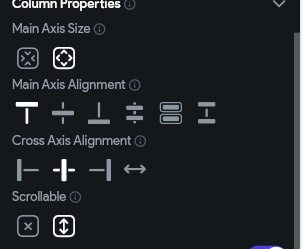 Column Properties
Main Axis Size
Main Axis Alignment
Cross Axis Alignment
Scrollable